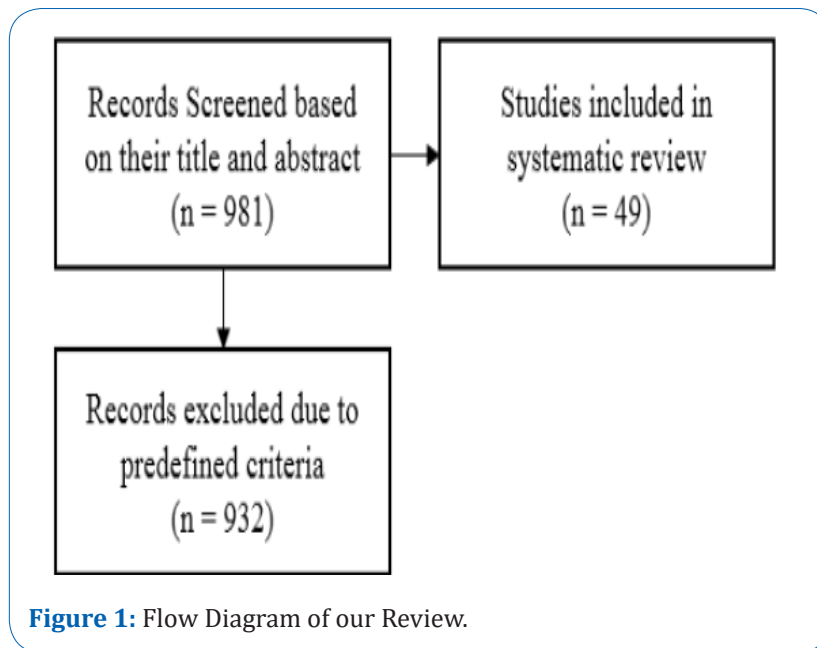 Records Screened based
on their title and abstract
(n = 981)
Studies included in
systematic review
(n = 49)
Records excluded due to
predefined criteria
(n = 932)
Figure 1: Flow Diagram of our Review.